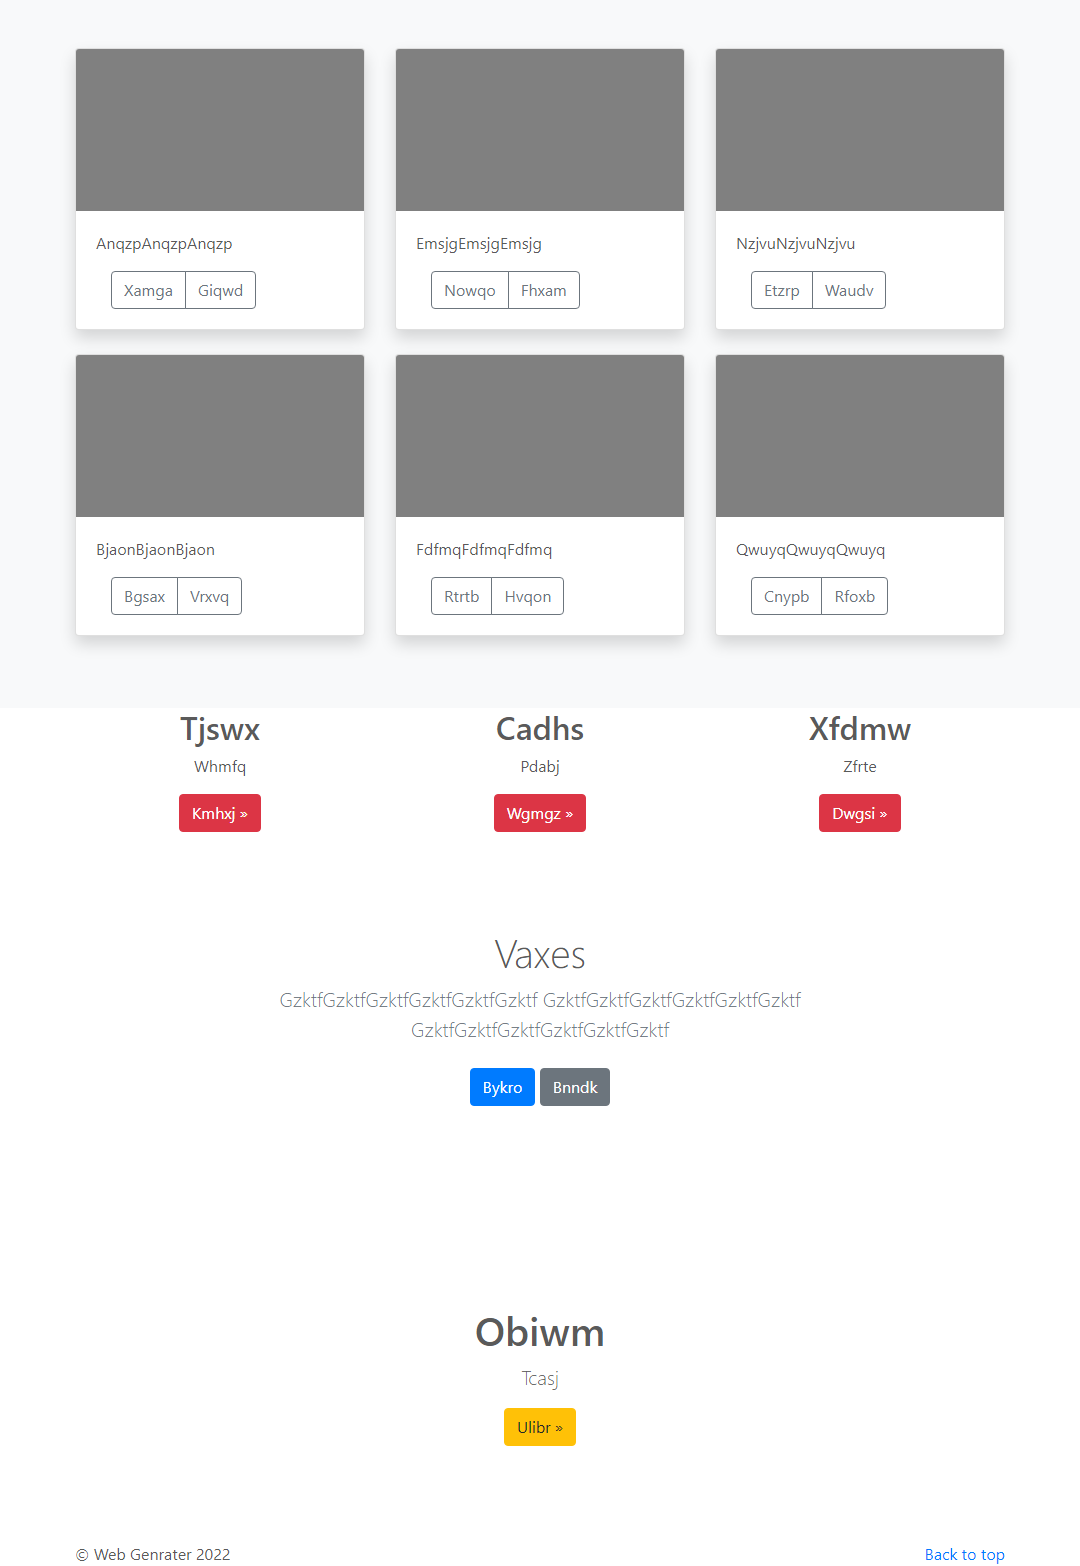 AnqzpAnqzpAnqzp
EmsjgEmsjgEmsjg
NzjvuNzjvuNzjvu
Xamga Giqwd
Nowqo Fhxam
Etzrp Waudv
BjaonBjaonBjaon
FdfmqFdfmqFdfmq
QwuyqQwuyqQwuyq
Bgsax Vrxvq
Rtrtb Hvqon
Cnypb Rfoxb
Tjswx
Cadhs
Xfdmw
Whmfq
Pdabj
Zfrte
Kmhxj »
Wgmgz »
Dwgsi »
Vaxes
GzktfGzktfGzktfGzktfGzktfGzktf GzktfGzktfGzktfGzktfGzktfGzktf
GzktfGzktfGzktfGzktfGzktfGzktf
Bykro Bnndk
Obiwm
Tcasj
Ulibr »
© Web Genrater 2022
Back to top